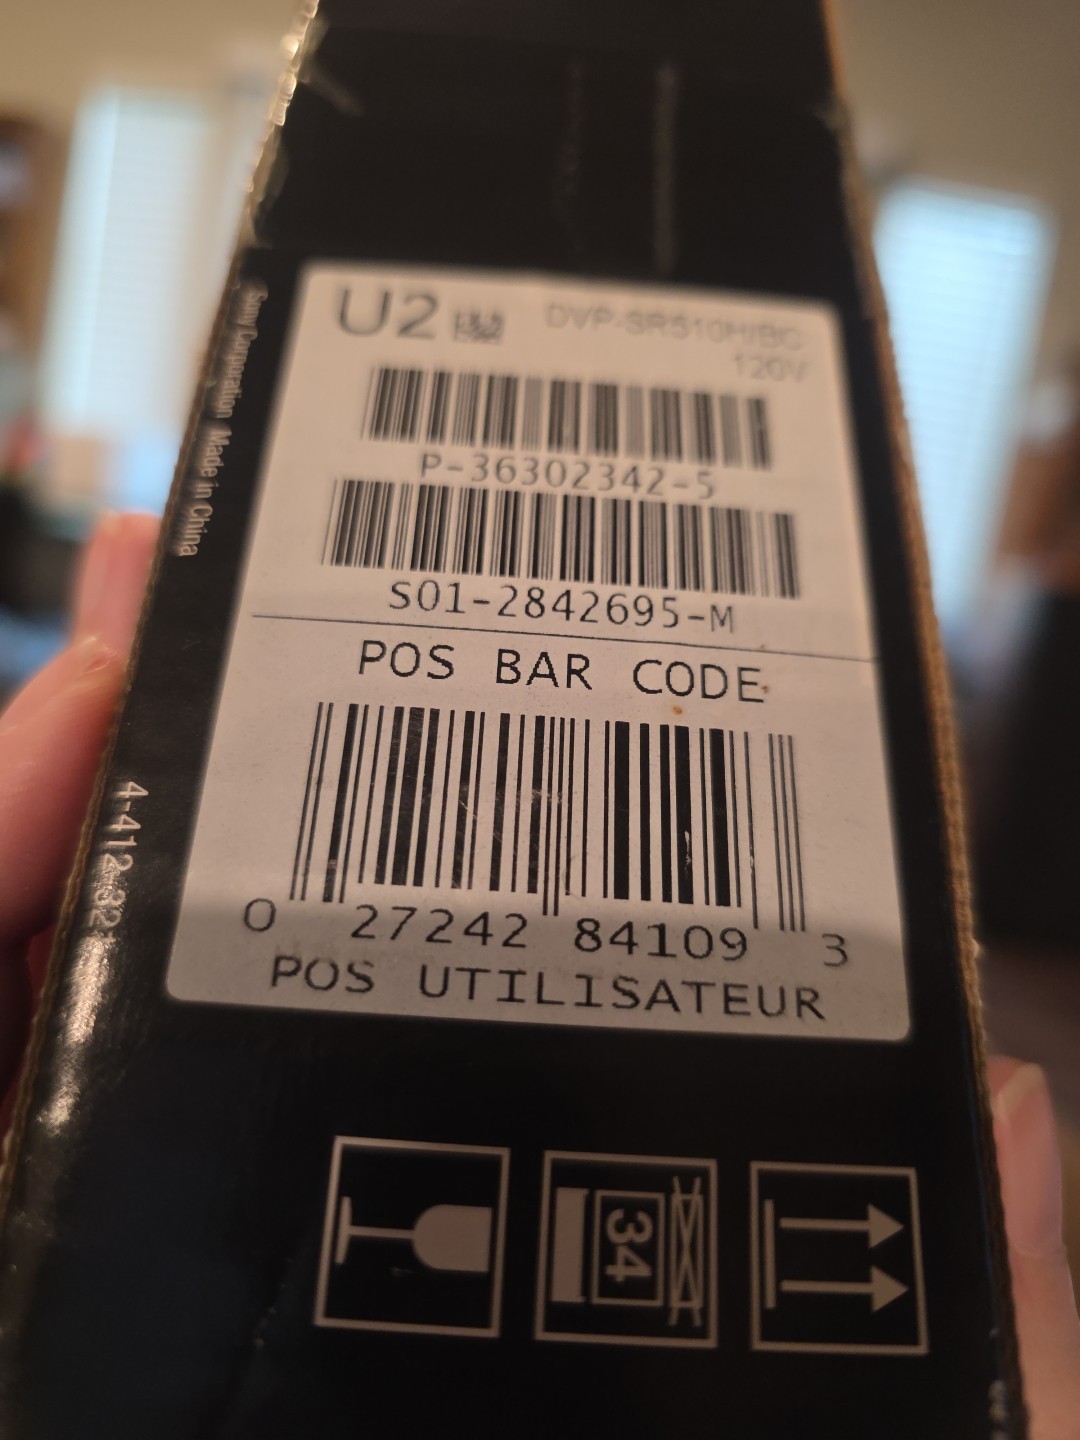 U2
DVP-SR510H/BC
120V
P-36302342-5
S01-2842695-M
POS BAR CODE
0 27242 84109 3
POS UTILISATEUR
Sony Corporation Made in China
34